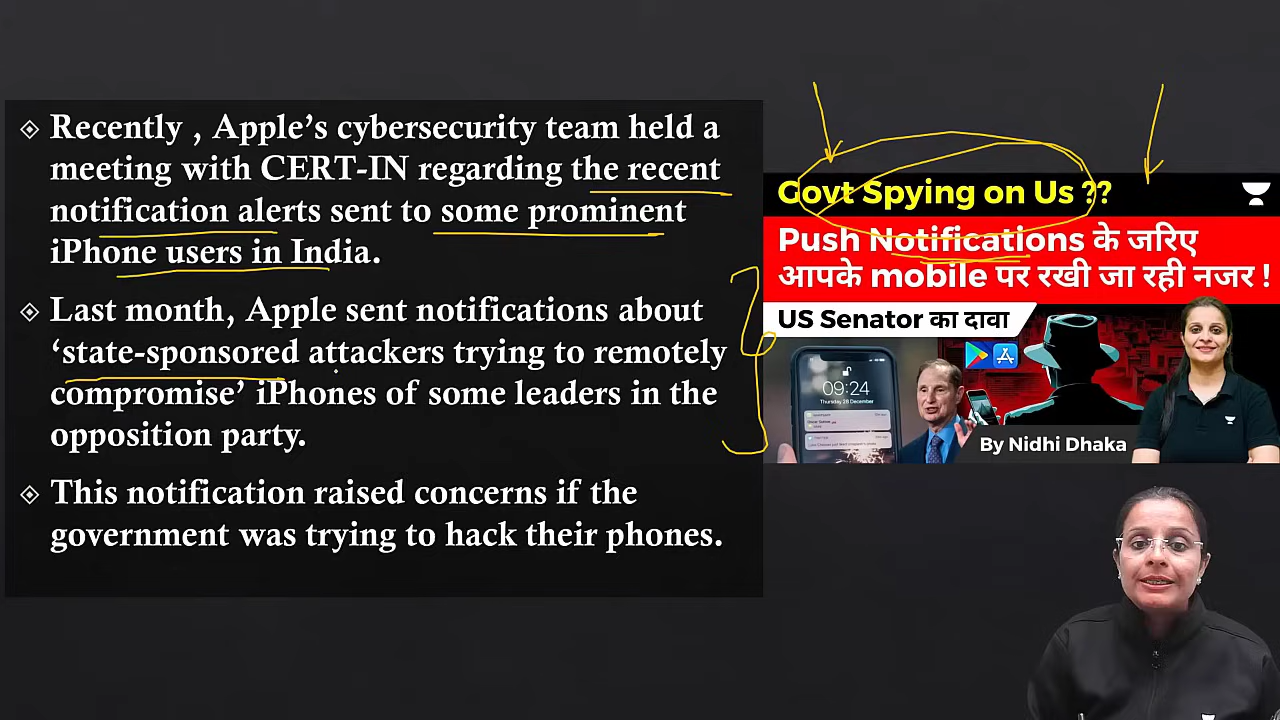 Recently , Apple's cybersecurity team held a
meeting with CERT-IN regarding the recent
notification alerts sent to some prominent
iPhone users in India.
Last month, Apple sent notifications about
‘state-sponsored attackers trying to remotely
compromise’ iPhones of some leaders in the
opposition party.
This notification raised concerns if the
government was trying to hack their phones.
Govt Spying on Us ??
Push Notifications के जरिए
आपके mobile पर रखी जा रही नजर !
US Senator का दावा
09:24
Thursday 28 December
By Nidhi Dhaka